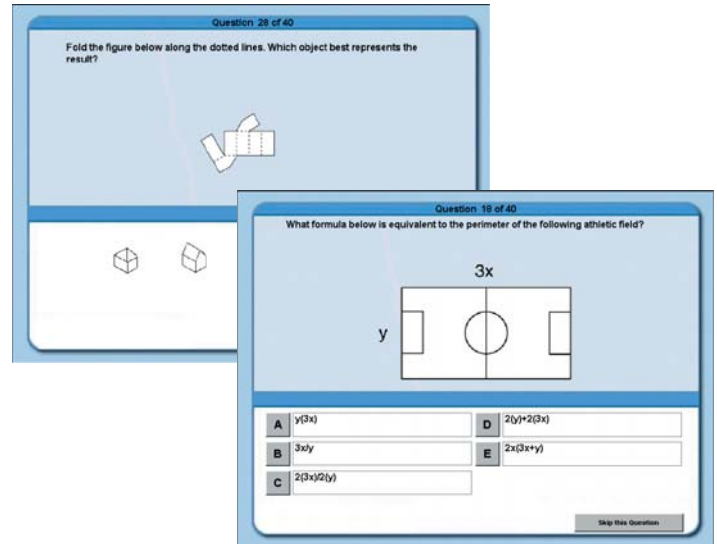 Question 28 of 40
Fold the figure below along the dotted lines. Which object best represents the
result?
Question 18 of 40
What formula below is equivalent to the perimeter of the following athletic field?
3x
y
A y(3x)
B 3x/y
C 2(3x)/2(y)
D 2(y)+2(3x)
E 2x(3x+y)
Skip this Question